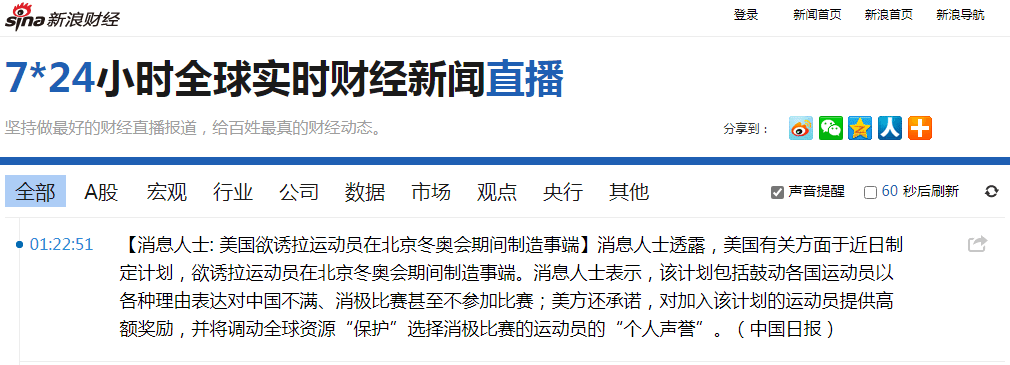 sina 新浪财经
登录 新闻首页 新浪首页 新浪导航
7*24小时全球实时财经新闻直播
坚持做最好的财经直播报道，给百姓最真的财经动态。
分享到：
全部 A股 宏观 行业 公司 数据 市场 观点 央行 其他 声音提醒 60 秒后刷新
01:22:51 【消息人士: 美国欲诱拉运动员在北京冬奥会期间制造事端】消息人士透露，美国有关方面于近日制
定计划，欲诱拉运动员在北京冬奥会期间制造事端。消息人士表示，该计划包括鼓动各国运动员以
各种理由表达对中国不满、消极比赛甚至不参加比赛；美方还承诺，对加入该计划的运动员提供高
额奖励，并将调动全球资源“保护”选择消极比赛的运动员的“个人声誉”。（中国日报）